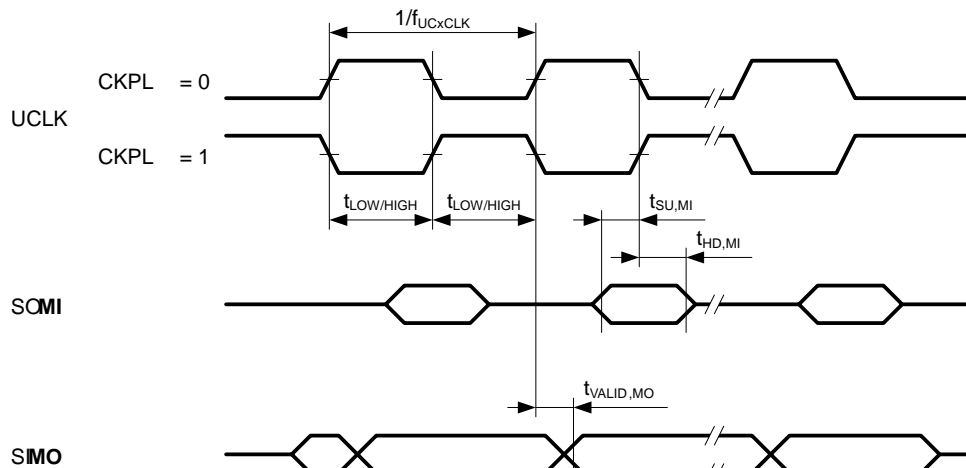 1/fUCxCLK
CKPL = 0
UCLK
CKPL = 1
tLOW/HIGH tLOW/HIGH tSU,MI
tHD,MI
SOMI
tVALID,MO
SIMO